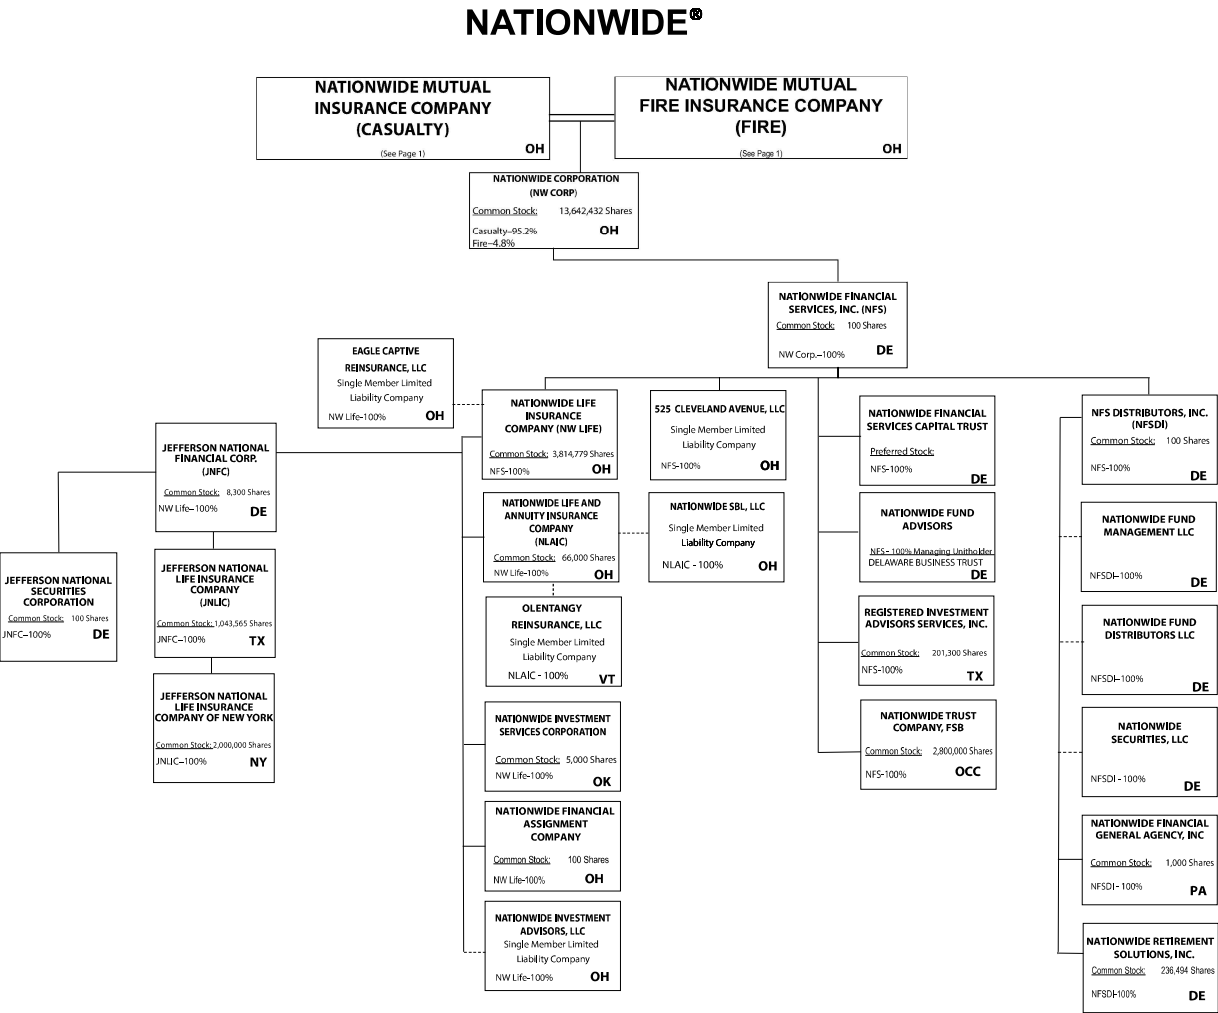 NATIONWIDE®
NATIONWIDE MUTUAL
INSURANCE COMPANY
(CASUALTY)
(See Page 1)
OH
NATIONWIDE MUTUAL
FIRE INSURANCE COMPANY
(FIRE)
(See Page 1)
OH
NATIONWIDE CORPORATION
(NW CORP)
Common Stock: 13,642,432 Shares
Casualty–95.2% OH
Fire–4.8%
NATIONWIDE FINANCIAL
SERVICES, INC. (NFS)
Common Stock: 100 Shares
NW Corp.–100% DE
EAGLE CAPTIVE
REINSURANCE, LLC
Single Member Limited
Liability Company
NW Life-100% OH
NATIONWIDE LIFE
INSURANCE
COMPANY (NW LIFE)
Common Stock: 3,814,779 Shares
NFS-100% OH
525 CLEVELAND AVENUE, LLC
Single Member Limited
Liability Company
NFS-100% OH
NATIONWIDE FINANCIAL
SERVICES CAPITAL TRUST
Preferred Stock:
NFS-100%
DE
NFS DISTRIBUTORS, INC.
(NFSDI)
Common Stock: 100 Shares
NFS-100%
DE
JEFFERSON NATIONAL
FINANCIAL CORP.
(JNFC)
Common Stock: 8,300 Shares
NW Life–100% DE
NATIONWIDE LIFE AND
ANNUITY INSURANCE
COMPANY
(NLAIC)
Common Stock: 66,000 Shares
NW Life-100% OH
NATIONWIDE SBL, LLC
Single Member Limited
Liability Company
NLAIC - 100% OH
NATIONWIDE FUND
ADVISORS
NFS - 100% Managing Unitholder
DELAWARE BUSINESS TRUST
DE
NATIONWIDE FUND
MANAGEMENT LLC
NFSDI–100%
DE
JEFFERSON NATIONAL
SECURITIES
CORPORATION
Common Stock: 100 Shares
JNFC–100% DE
JEFFERSON NATIONAL
LIFE INSURANCE
COMPANY
(JNLIC)
Common Stock: 1,043,565 Shares
JNFC–100% TX
OLENTANGY
REINSURANCE, LLC
Single Member Limited
Liability Company
NLAIC - 100% VT
REGISTERED INVESTMENT
ADVISORS SERVICES, INC.
Common Stock: 201,300 Shares
NFS-100%
TX
NATIONWIDE FUND
DISTRIBUTORS LLC
NFSDI–100%
DE
JEFFERSON NATIONAL
LIFE INSURANCE
COMPANY OF NEW YORK
Common Stock: 2,000,000 Shares
JNLIC–100% NY
NATIONWIDE INVESTMENT
SERVICES CORPORATION
Common Stock: 5,000 Shares
NW Life-100%
OK
NATIONWIDE TRUST
COMPANY, FSB
Common Stock: 2,800,000 Shares
NFS-100% OCC
NATIONWIDE
SECURITIES, LLC
NFSDI - 100%
DE
NATIONWIDE FINANCIAL
ASSIGNMENT
COMPANY
Common Stock: 100 Shares
NW Life-100% OH
NATIONWIDE FINANCIAL
GENERAL AGENCY, INC
Common Stock: 1,000 Shares
NFSDI - 100%
PA
NATIONWIDE INVESTMENT
ADVISORS, LLC
Single Member Limited
Liability Company
NW Life-100% OH
NATIONWIDE RETIREMENT
SOLUTIONS, INC.
Common Stock: 236,494 Shares
NFSDI-100% DE